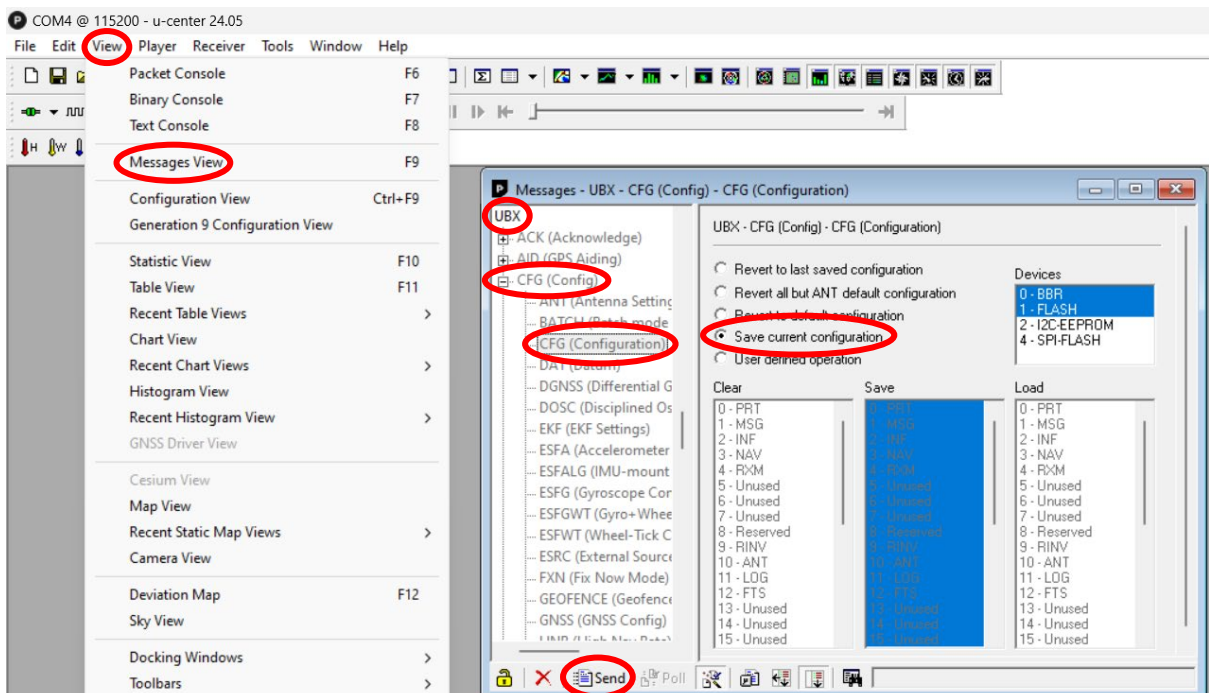 COM4 @ 115200 - u-center 24.05
File Edit View Player Receiver Tools Window Help
Packet Console F6
Binary Console F7
Text Console F8
Messages View F9
Configuration View Ctrl+F9
Generation 9 Configuration View
Statistic View F10
Table View F11
Recent Table Views >
Chart View
Recent Chart Views >
Histogram View
Recent Histogram View >
GNSS Driver View
Cesium View
Map View
Recent Static Map Views >
Camera View
Deviation Map F12
Sky View
Docking Windows >
Toolbars >
H W
Messages - UBX - CFG (Config) - CFG (Configuration)
UBX
ACK (Acknowledge)
AID (GPS Aiding)
CFG (Config)
ANT (Antenna Setting
BATCH (Batch mode
CFG (Configuration)
DAT (Datum)
DGNSS (Differential G
DOSC (Disciplined Os
EKF (EKF Settings)
ESFA (Accelerometer
ESFALG (IMU-mount
ESFG (Gyroscope Cor
ESFGWT (Gyro+Whee
ESFWT (Wheel-Tick C
ESRC (External Source
FXN (Fix Now Mode)
GEOFENCE (Geofence
GNSS (GNSS Config)
UBX - CFG (Config) - CFG (Configuration)
Revert to last saved configuration
Revert all but ANT default configuration
Revert to default configuration
Save current configuration
User defined operation
Devices
0 - BBR
1 - FLASH
2 - I2C-EEPROM
4 - SPI-FLASH
Clear
0 - PRT
1 - MSG
2 - INF
3 - NAV
4 - RXM
5 - Unused
6 - Unused
7 - Unused
8 - Reserved
9 - RINV
10 - ANT
11 - LOG
12 - FTS
13 - Unused
14 - Unused
15 - Unused
Save
0 - PRT
1 - MSG
2 - INF
3 - NAV
4 - RXM
5 - Unused
6 - Unused
7 - Unused
8 - Reserved
9 - RINV
10 - ANT
11 - LOG
12 - FTS
13 - Unused
14 - Unused
15 - Unused
Load
0 - PRT
1 - MSG
2 - INF
3 - NAV
4 - RXM
5 - Unused
6 - Unused
7 - Unused
8 - Reserved
9 - RINV
10 - ANT
11 - LOG
12 - FTS
13 - Unused
14 - Unused
15 - Unused
Send Poll